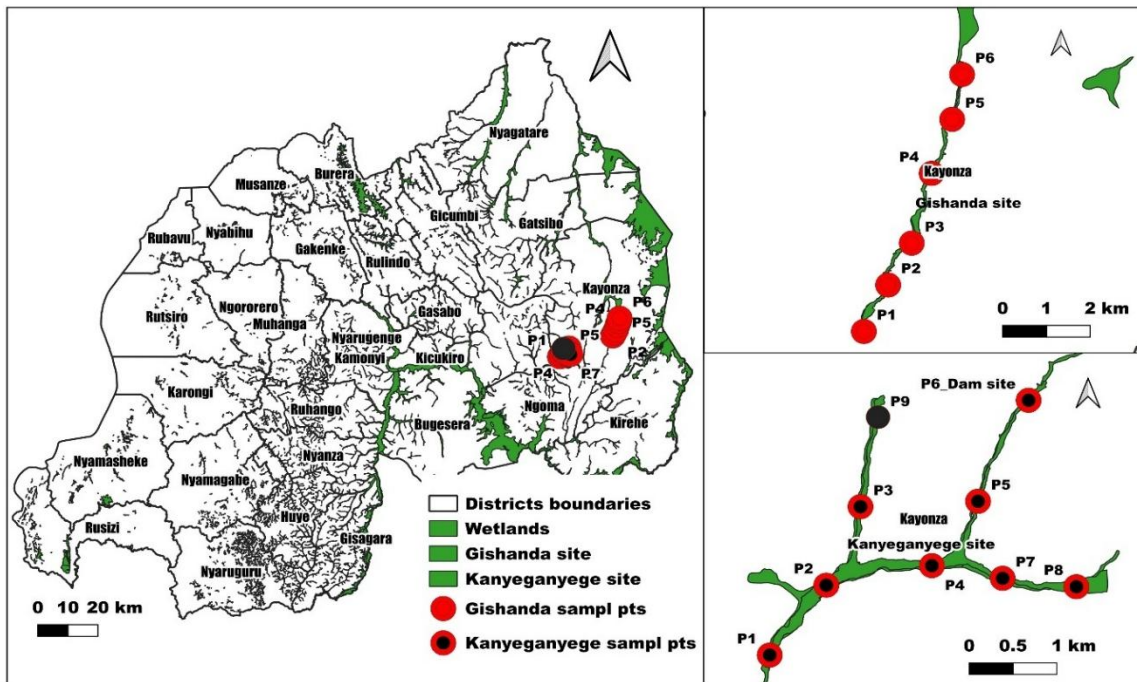 Nyagatare
Musanze
Burera
Gicumbi
Gatsibo
Rubavu
Nyabihu
Gakenke
Rulindo
Kayonza
P4
P6
Rutsiro
Ngororero
Muhanga
Gasabo
P5
Nyarugenge
P1
P5
Kamonyi
Kicukiro
P2
P4
P.7
Karongi
Ruhango
Ngoma
Bugesera
Kirehe
Nyamasheke
Nyanza
Nyamagabe
Rusizi
Huye
Gisagara
Nyaruguru
0 10 20 km
Districts boundaries
Wetlands
Gishanda site
Kanyeganyege site
Gishanda sampl pts
Kanyeganyege sampl pts
P6
P5
P4
Kayonza
Gishanda site
P3
P2
P1
0 1 2 km
P6_Dam site
P9
P3
P5
Kayonza
Kanyeganyege site
P2
P4
P7
P8
P1
0 0.5 1 km